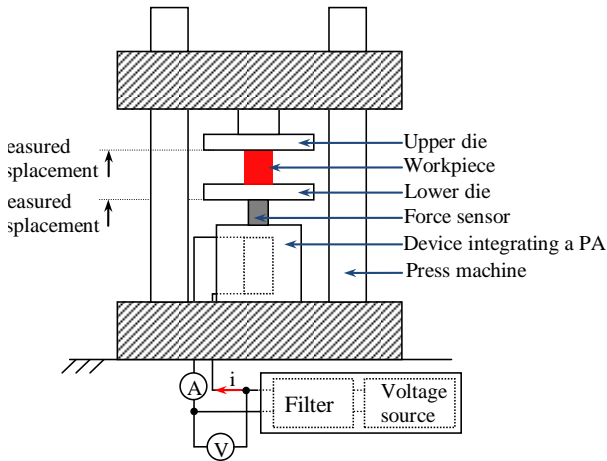 easured
splacement
easured
splacement
Upper die
Workpiece
Lower die
Force sensor
Device integrating a PA
Press machine
A
i
Filter
Voltage
source
V